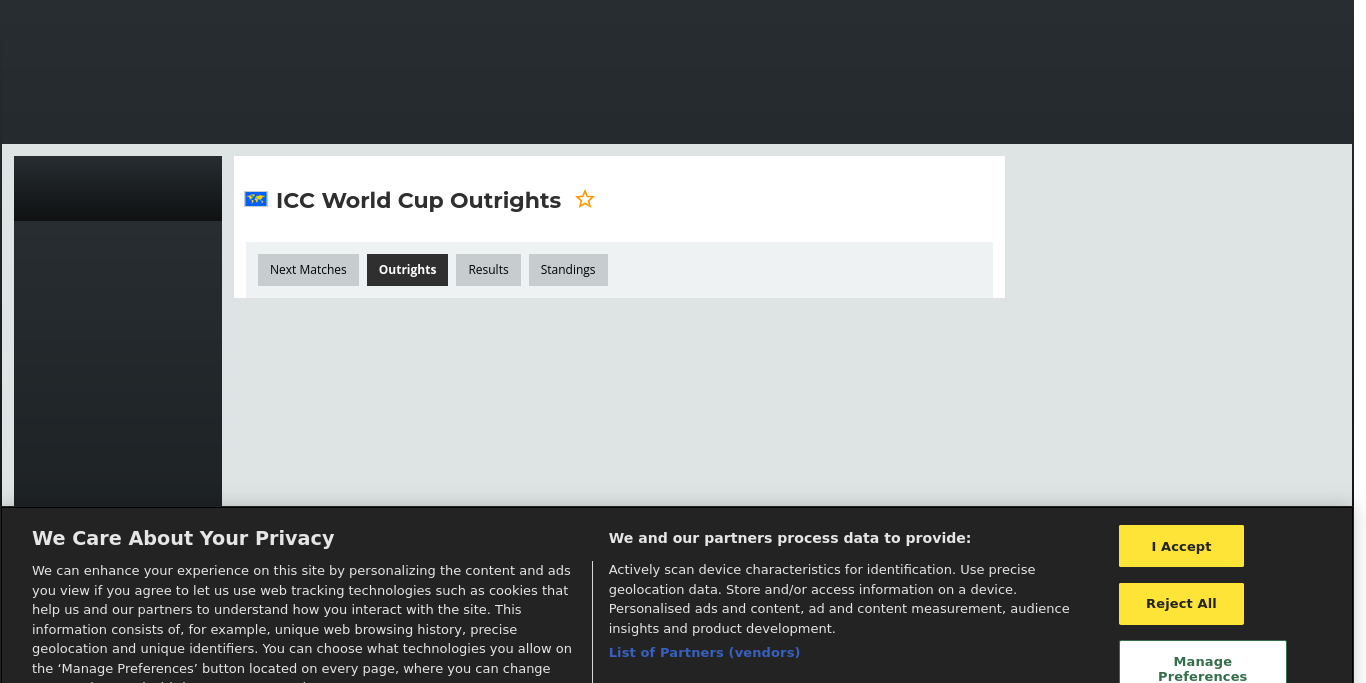 ICC World Cup Outrights
Next Matches
Outrights
Results
Standings
We Care About Your Privacy
We can enhance your experience on this site by personalizing the content and ads
you view if you agree to let us use web tracking technologies such as cookies that
help us and our partners to understand how you interact with the site. This
information consists of, for example, unique web browsing history, precise
geolocation and unique identifiers. You can choose what technologies you allow on
the ‘Manage Preferences’ button located on every page, where you can change
We and our partners process data to provide:
Actively scan device characteristics for identification. Use precise
geolocation data. Store and/or access information on a device.
Personalised ads and content, ad and content measurement, audience
insights and product development.
List of Partners (vendors)
I Accept
Reject All
Manage
Preferences